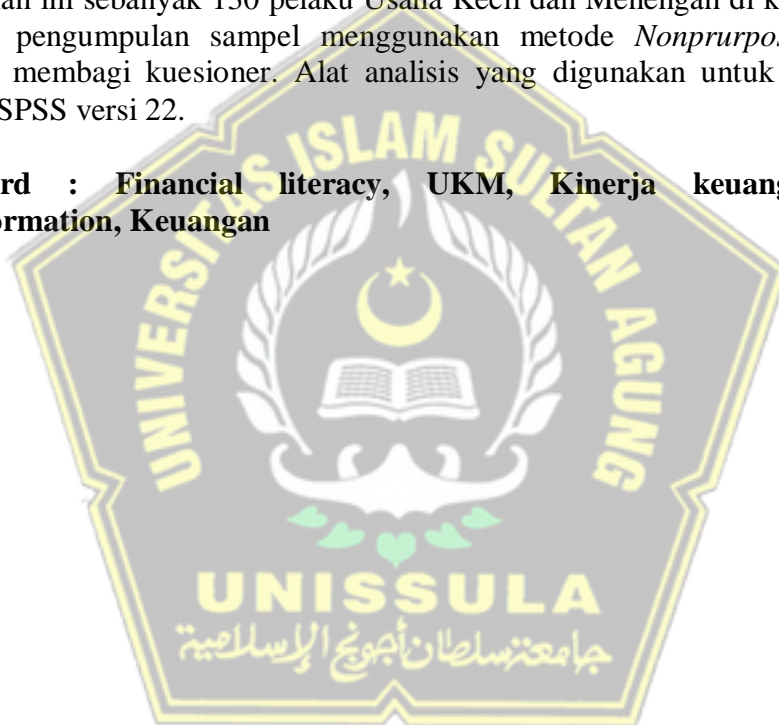 ian ini sebanyak 150 pelaku Usaha Kecil dan Menengah di k
pengumpulan sampel menggunakan metode Nonprurpos
membagi kuesioner. Alat analisis yang digunakan untuk
SPSS versi 22.
rd : Financial literacy, UKM, Kinerja keuang
ormation, Keuangan
UNIVERSITAS ISLAM SULTAN AGUNG
UNISSULA
جامعة سلطان أجونج الإسلامية